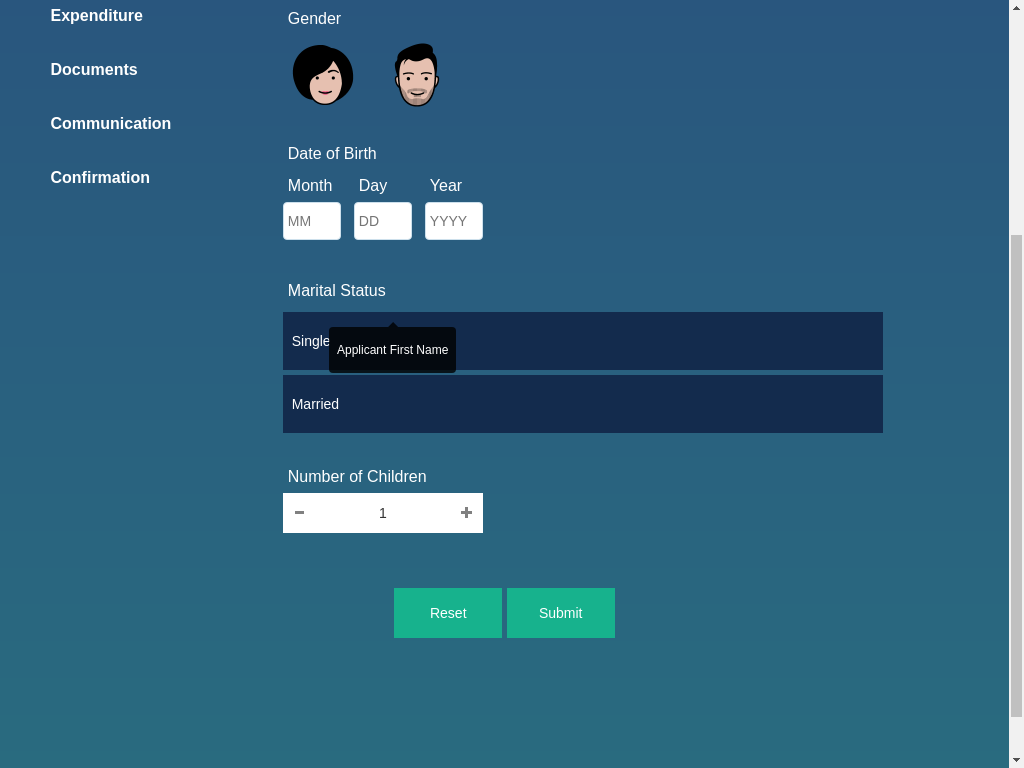 Expenditure
Documents
Communication
Confirmation
Gender
Date of Birth
Month Day Year
MM DD YYYY
Marital Status
Single
Applicant First Name
Married
Number of Children
1
Reset Submit